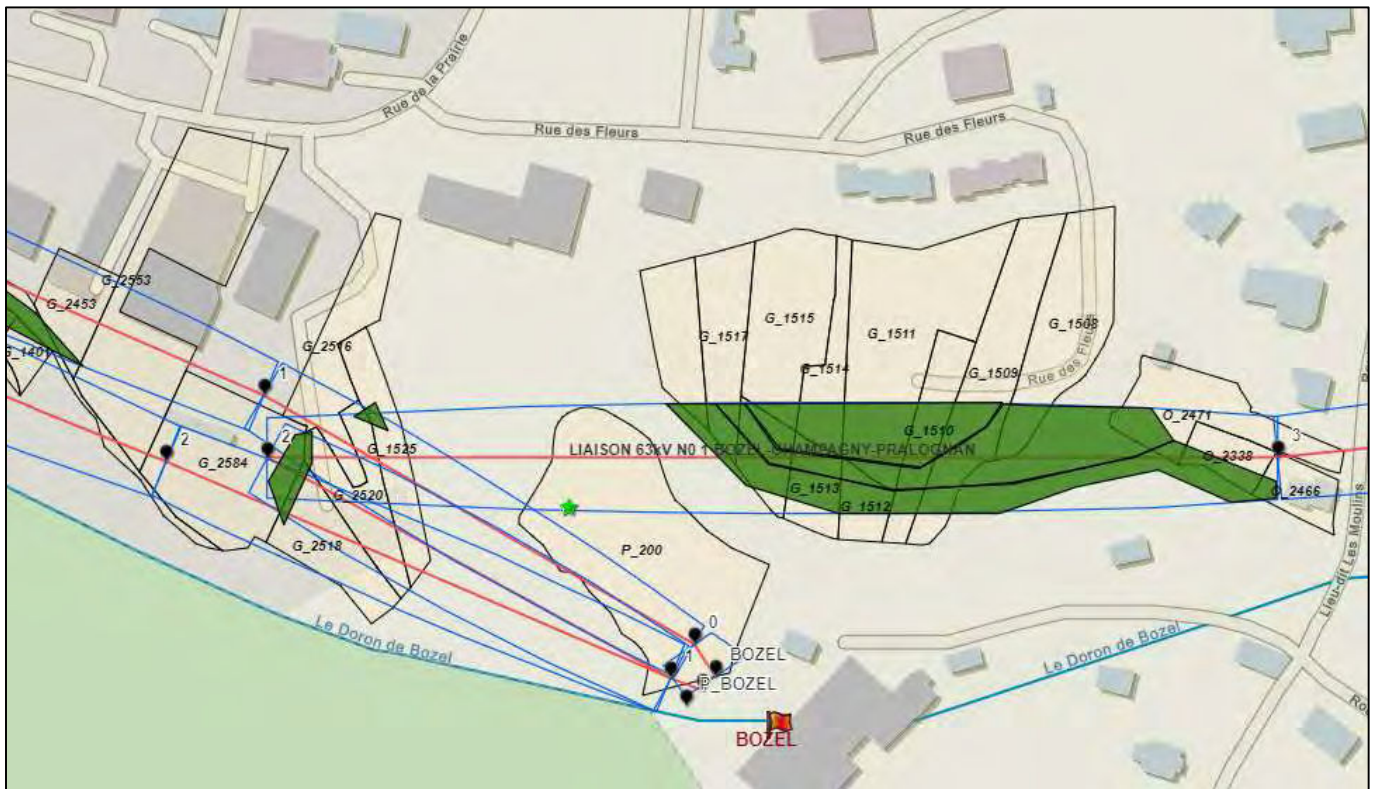 Rue de la Prairie
Rue des Fleurs
Rue des Fleurs
G_2553
G_2453
G_1517
G_1515
G_1511
G_1508
G_2516
G_1514
G_1509
Rue des Fleurs
1
G_1510
O_2471
3
2
2
G_2584
G_1525
LIAISON 63kV N0 1 BOZEL-CHAMPAGNY-PRALOGNAN
O_2338
G_2520
G_1513
G_1512
O_2466
G_2518
P_200
Lieu-dit Les Moulins
Le Doron de Bozel
0
1
BOZEL
P_BOZEL
Le Doron de Bozel
BOZEL